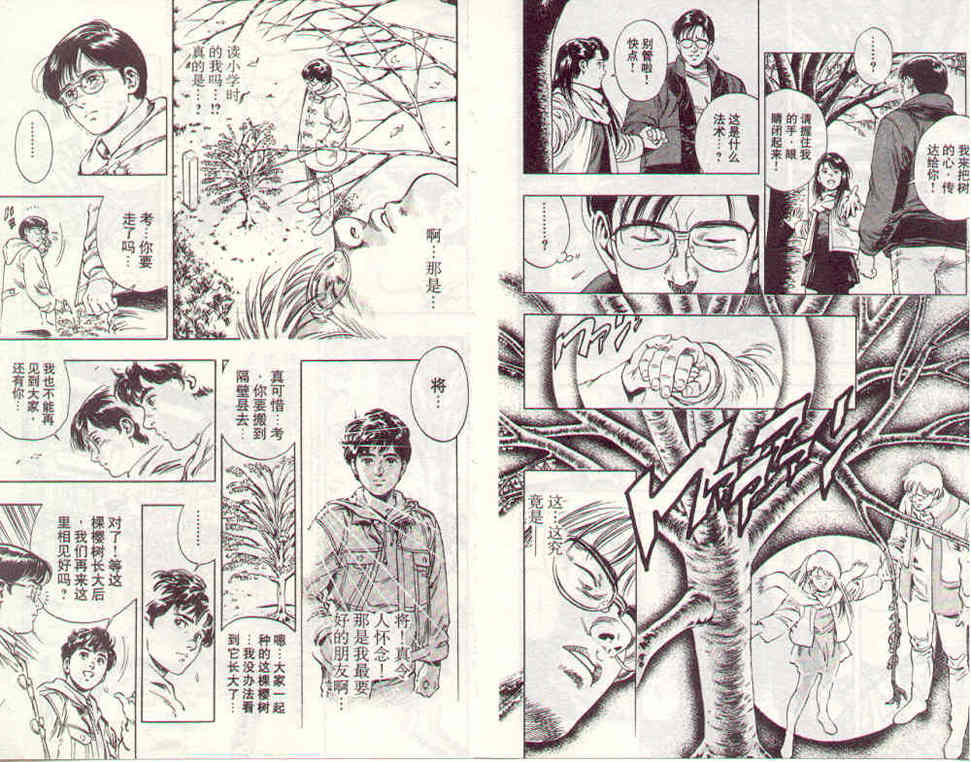 ………？
我来把树
的心，传
达给你！
请握住我
的手，眼
睛闭起来！
别管啦！
快点！
这是什么
法术…？
………？
这…这究
竟是——
读小学时
的我吗…!?
真的是…？
啊…那是…
………
考…你要
走了吗…
将…
将！真令
人怀念！
那是我最要
好的朋友啊…
真可惜…考
，你要搬到
隔壁县去…
嗯…大家一起
种的这棵樱树
…我没办法看
到它长大了…
我也不能再
见到大家，
还有你…
………
对了！等这
棵樱树长大后
，我们再来这
里相见好吗？